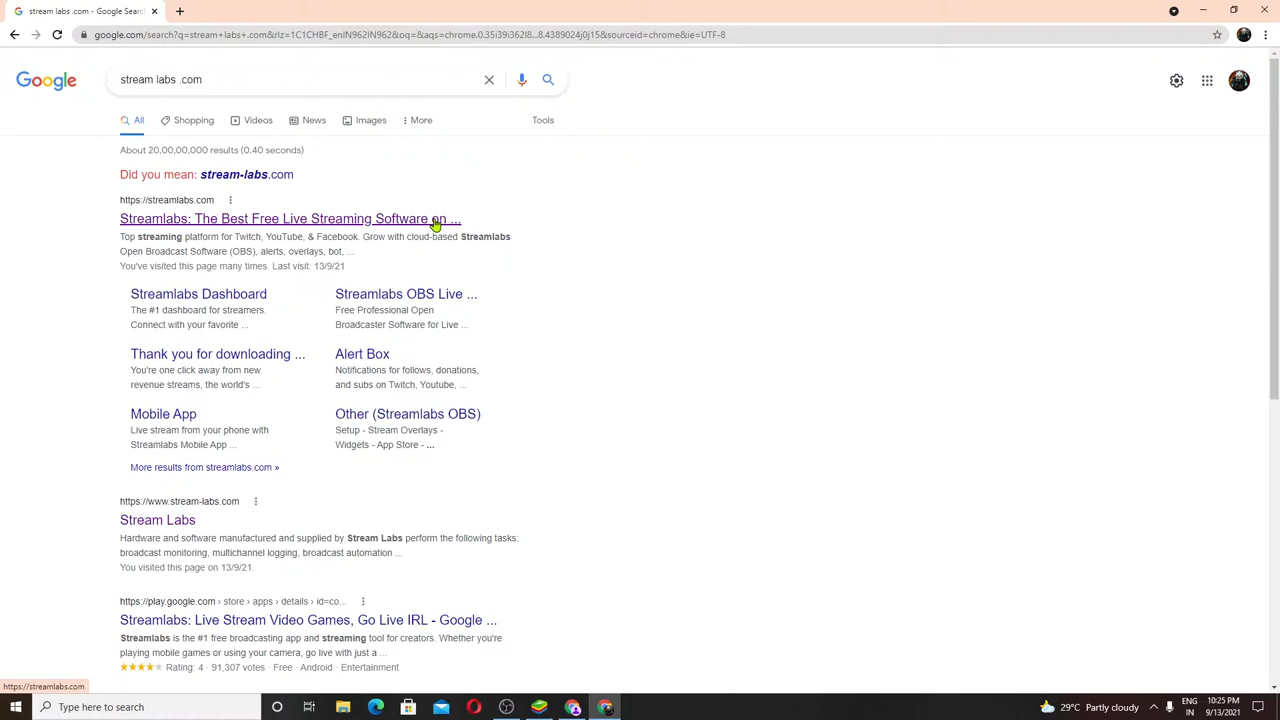 stream labs .com - Google Searc
google.com/search?q=stream+labs+.com&rlz=1C1CHBF_enIN962IN962&oq=&aqs=chrome.0.35i39i362l8...8.4389024j0j15&sourceid=chrome&ie=UTF-8
Google
stream labs .com
All Shopping Videos News Images More Tools
About 20,00,00,000 results (0.40 seconds)
Did you mean: stream-labs.com
https://streamlabs.com
Streamlabs: The Best Free Live Streaming Software on ...
Top streaming platform for Twitch, YouTube, & Facebook. Grow with cloud-based Streamlabs
Open Broadcast Software (OBS), alerts, overlays, bot, ...
You've visited this page many times. Last visit: 13/9/21
Streamlabs Dashboard
The #1 dashboard for streamers.
Connect with your favorite ...
Streamlabs OBS Live ...
Free Professional Open
Broadcaster Software for Live ...
Thank you for downloading ...
You're one click away from new
revenue streams, the world's ...
Alert Box
Notifications for follows, donations,
and subs on Twitch, Youtube, ...
Mobile App
Live stream from your phone with
Streamlabs Mobile App ...
Other (Streamlabs OBS)
Setup - Stream Overlays -
Widgets - App Store - ...
More results from streamlabs.com »
https://www.stream-labs.com
Stream Labs
Hardware and software manufactured and supplied by Stream Labs perform the following tasks:
broadcast monitoring, multichannel logging, broadcast automation ...
You visited this page on 13/9/21.
https://play.google.com › store › apps › details › id=co...
Streamlabs: Live Stream Video Games, Go Live IRL - Google ...
Streamlabs is the #1 free broadcasting app and streaming tool for creators. Whether you're
playing mobile games or using your camera, go live with just a ...
Rating: 4 · 91,307 votes · Free · Android · Entertainment
https://streamlabs.com
Type here to search
29°C Partly cloudy
ENG
IN
10:25 PM
9/13/2021